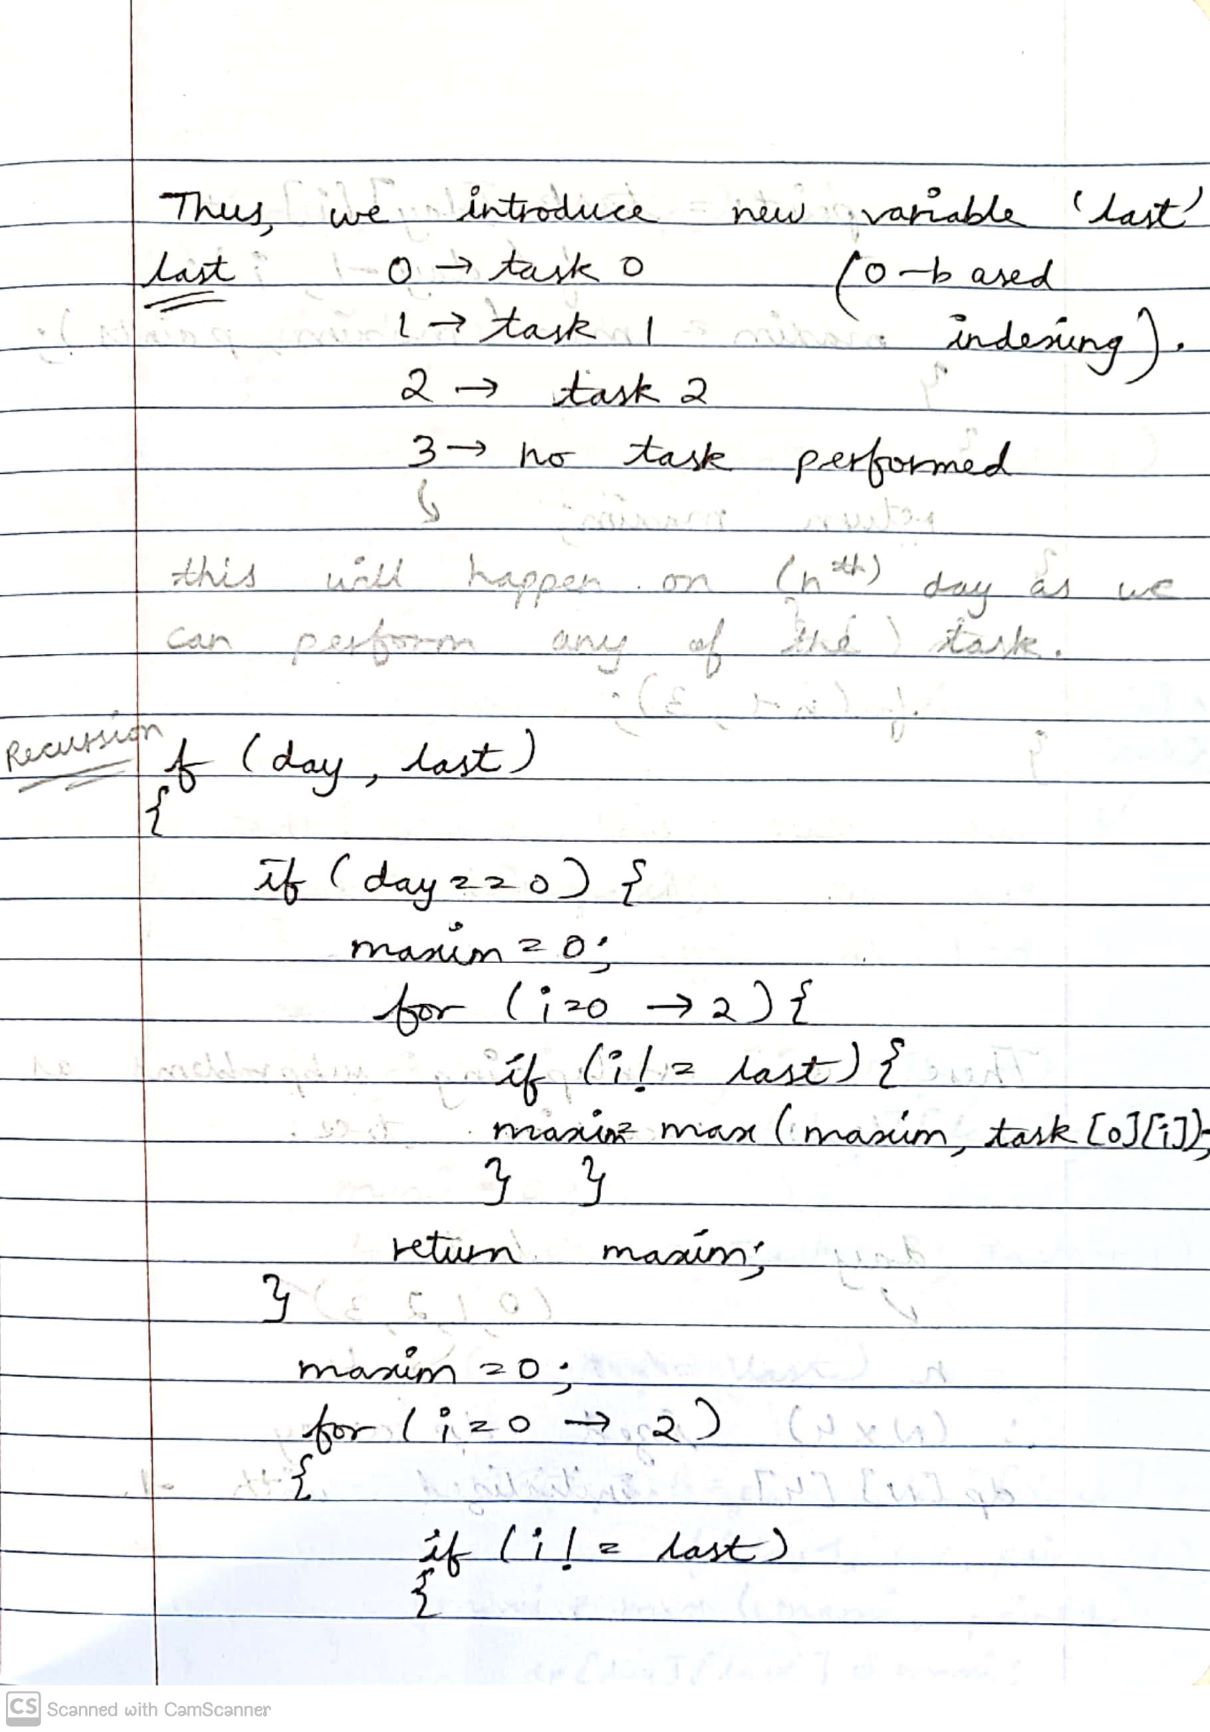 Thus, we introduce new variable 'last'
last 0 → task 0 (0-based
1 → task 1 indexing).
2 → task 2
3 → no task performed
↓
this will happen on (nth) day as we
can perform any of the task.
Recurssion f (day, last)
{
if (day == 0) {
maxim = 0;
for (i=0 → 2) {
if (i != last) {
maxim= max (maxim, task[0][i]);
} }
return maxim;
}
maxim = 0;
for (i=0 → 2)
{
if (i != last)
{
CS Scanned with CamScanner